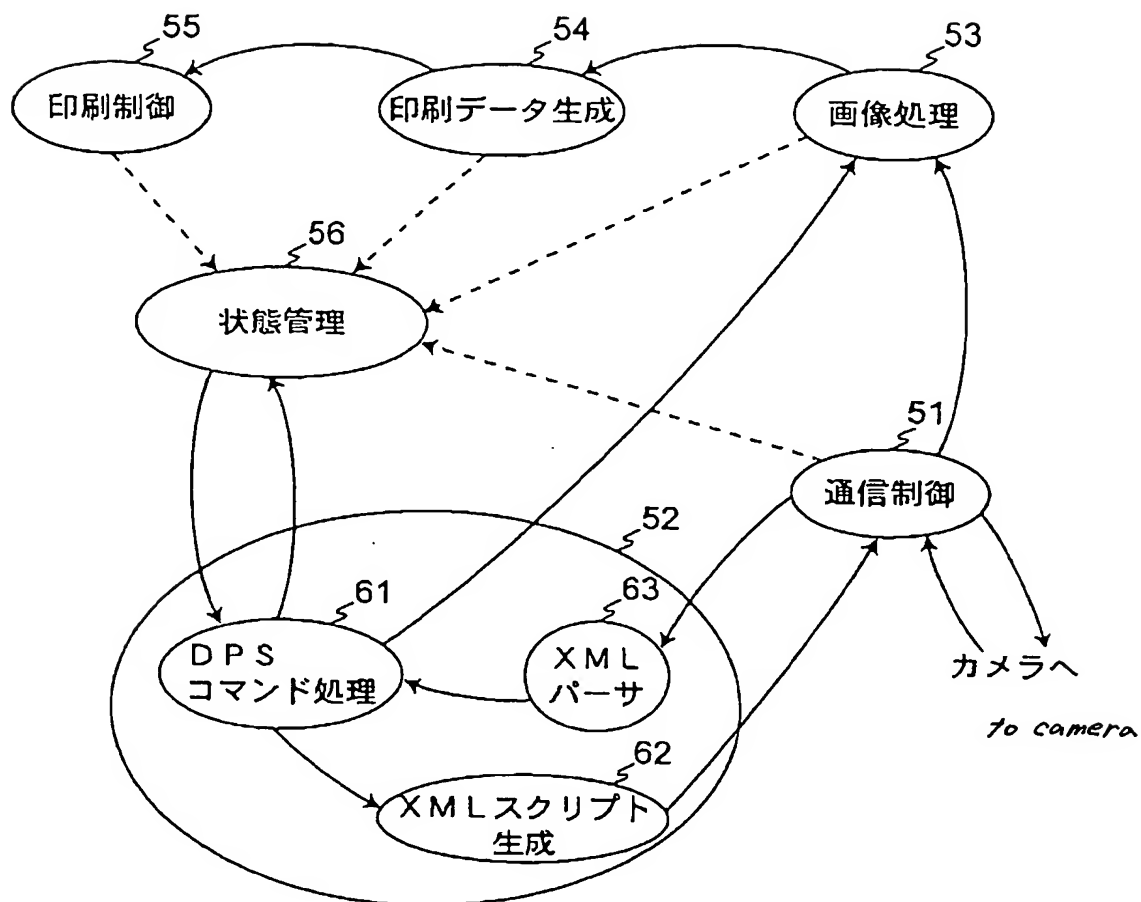 55
54
53
印刷制御
印刷データ生成
画像処理
56
状態管理
51
通信制御
52
61
63
DPS
コマンド処理
XML
パーサ
カメラへ
to camera
62
XMLスクリプト
生成